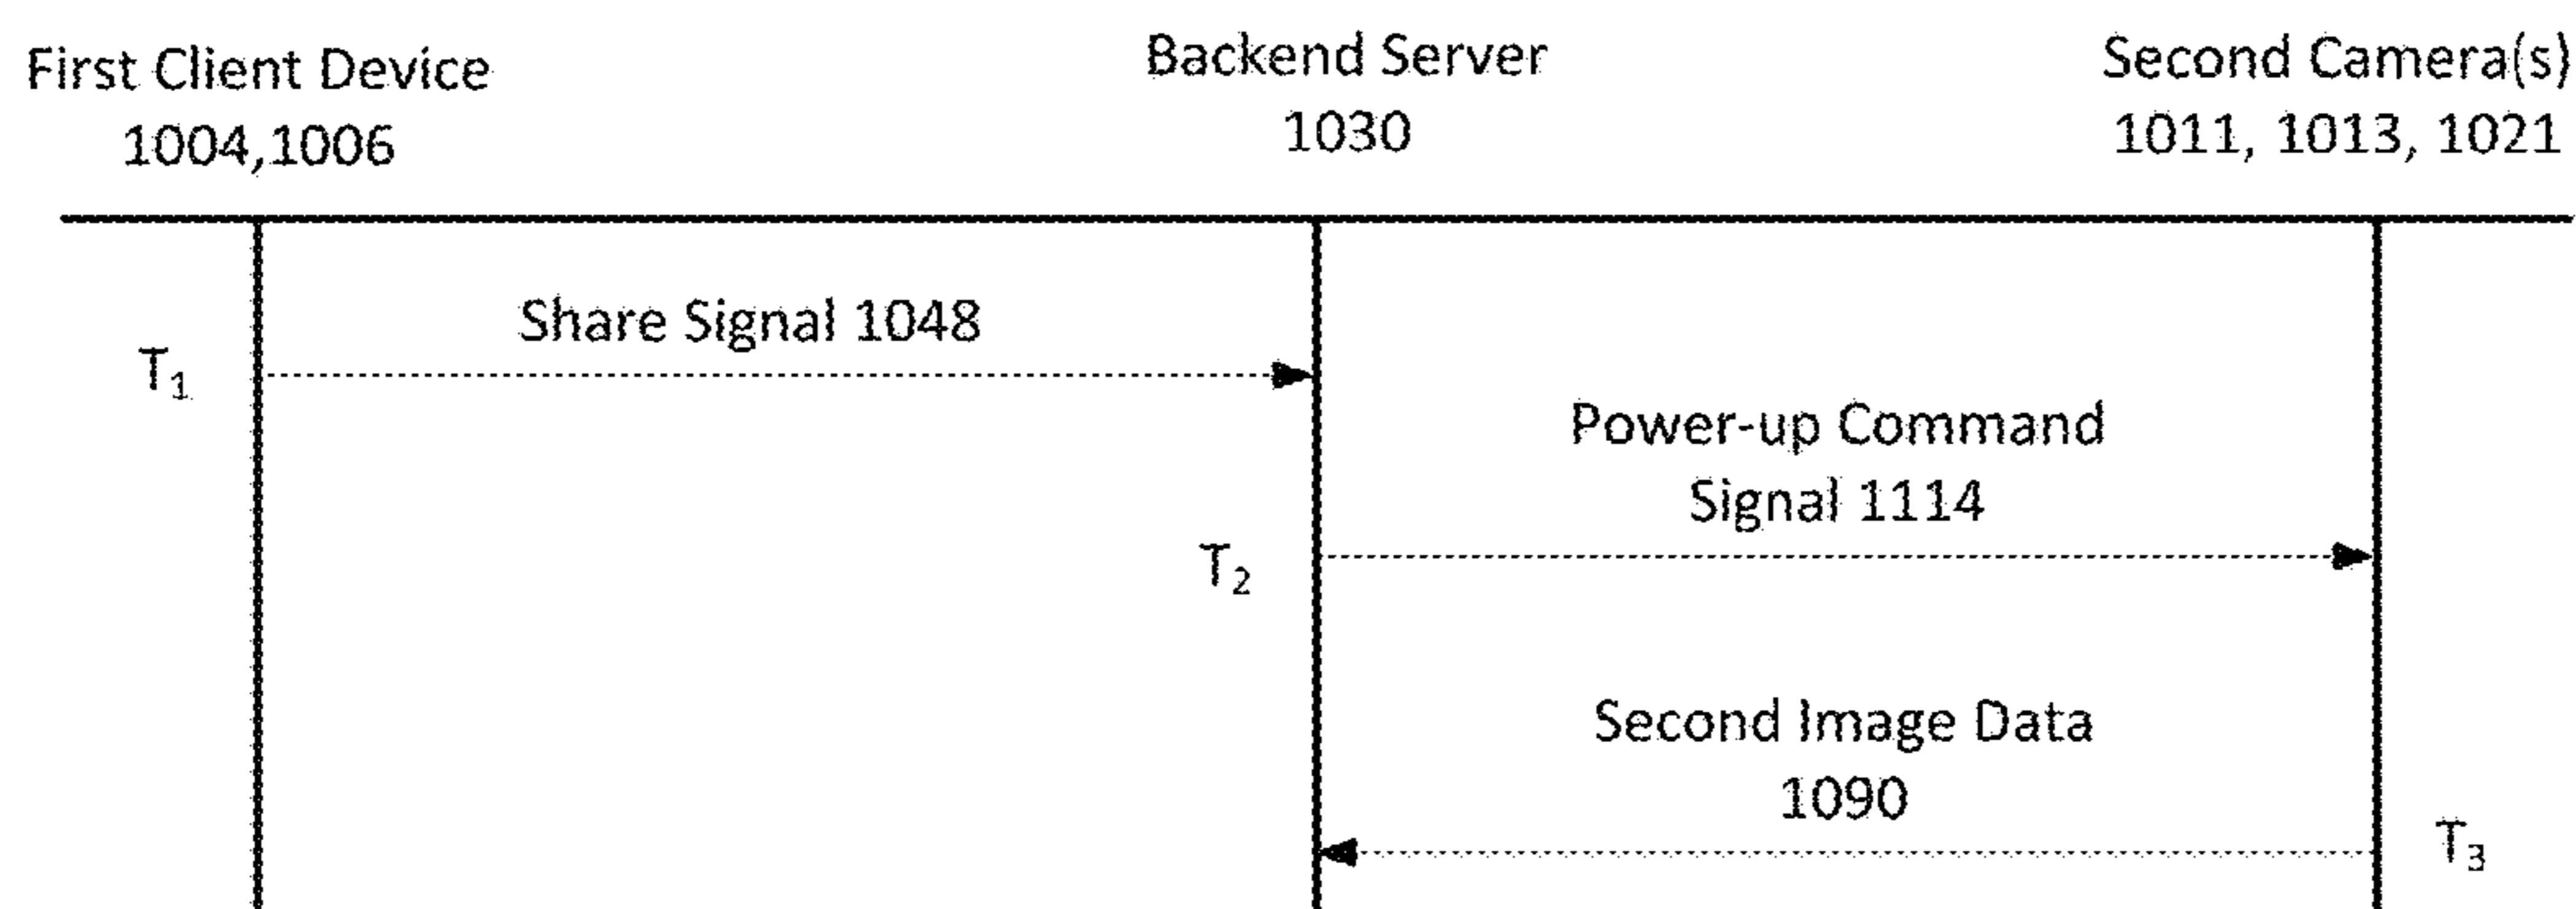 First Client Device
1004,1006
Backend Server
1030
Second Camera(s)
1011, 1013, 1021
Share Signal 1048
T1
Power-up Command
Signal 1114
T2
Second Image Data
1090
T3